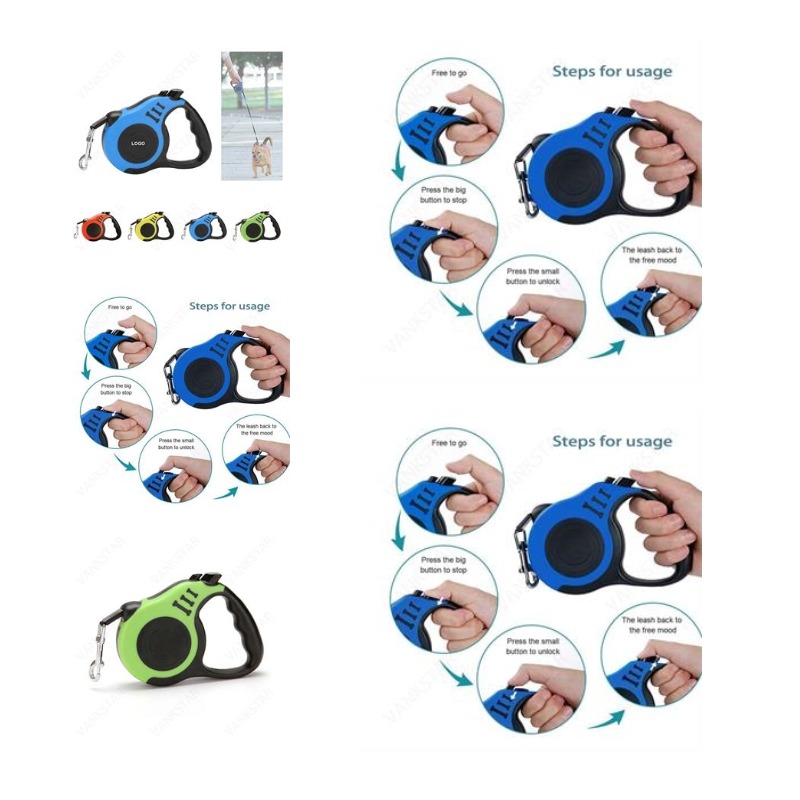 LOGO
Steps for usage
Free to go
Press the big
button to stop
Press the small
button to unlock
The leash back to
the free mood
Steps for usage
Free to go
Press the big
button to stop
Press the small
button to unlock
The leash back to
the free mood
Steps for usage
Free to go
Press the big
button to stop
Press the small
button to unlock
The leash back to
the free mood
VANKSTAR
VANKSTAR
VANKSTAR